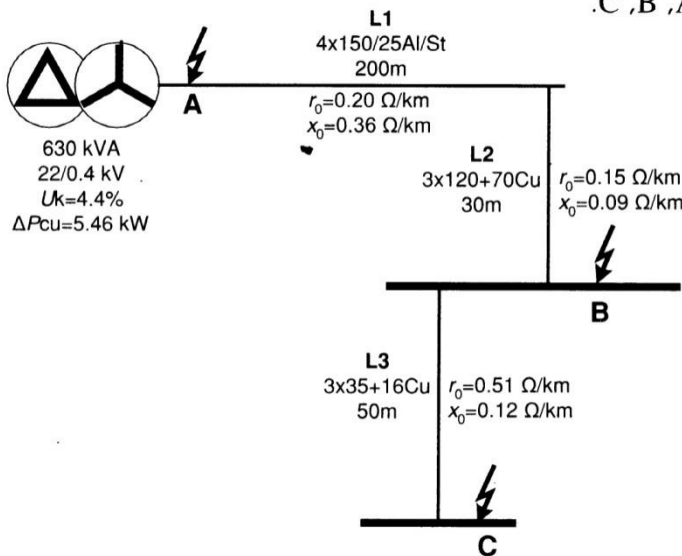 .C ,B ,A
L1
4x150/25Al/St
200m
A
r₀=0.20 Ω/km
x₀=0.36 Ω/km
630 kVA
22/0.4 kV
Uk=4.4%
ΔPcu=5.46 kW
L2
3x120+70Cu
30m
r₀=0.15 Ω/km
x₀=0.09 Ω/km
B
L3
3x35+16Cu
50m
r₀=0.51 Ω/km
x₀=0.12 Ω/km
C